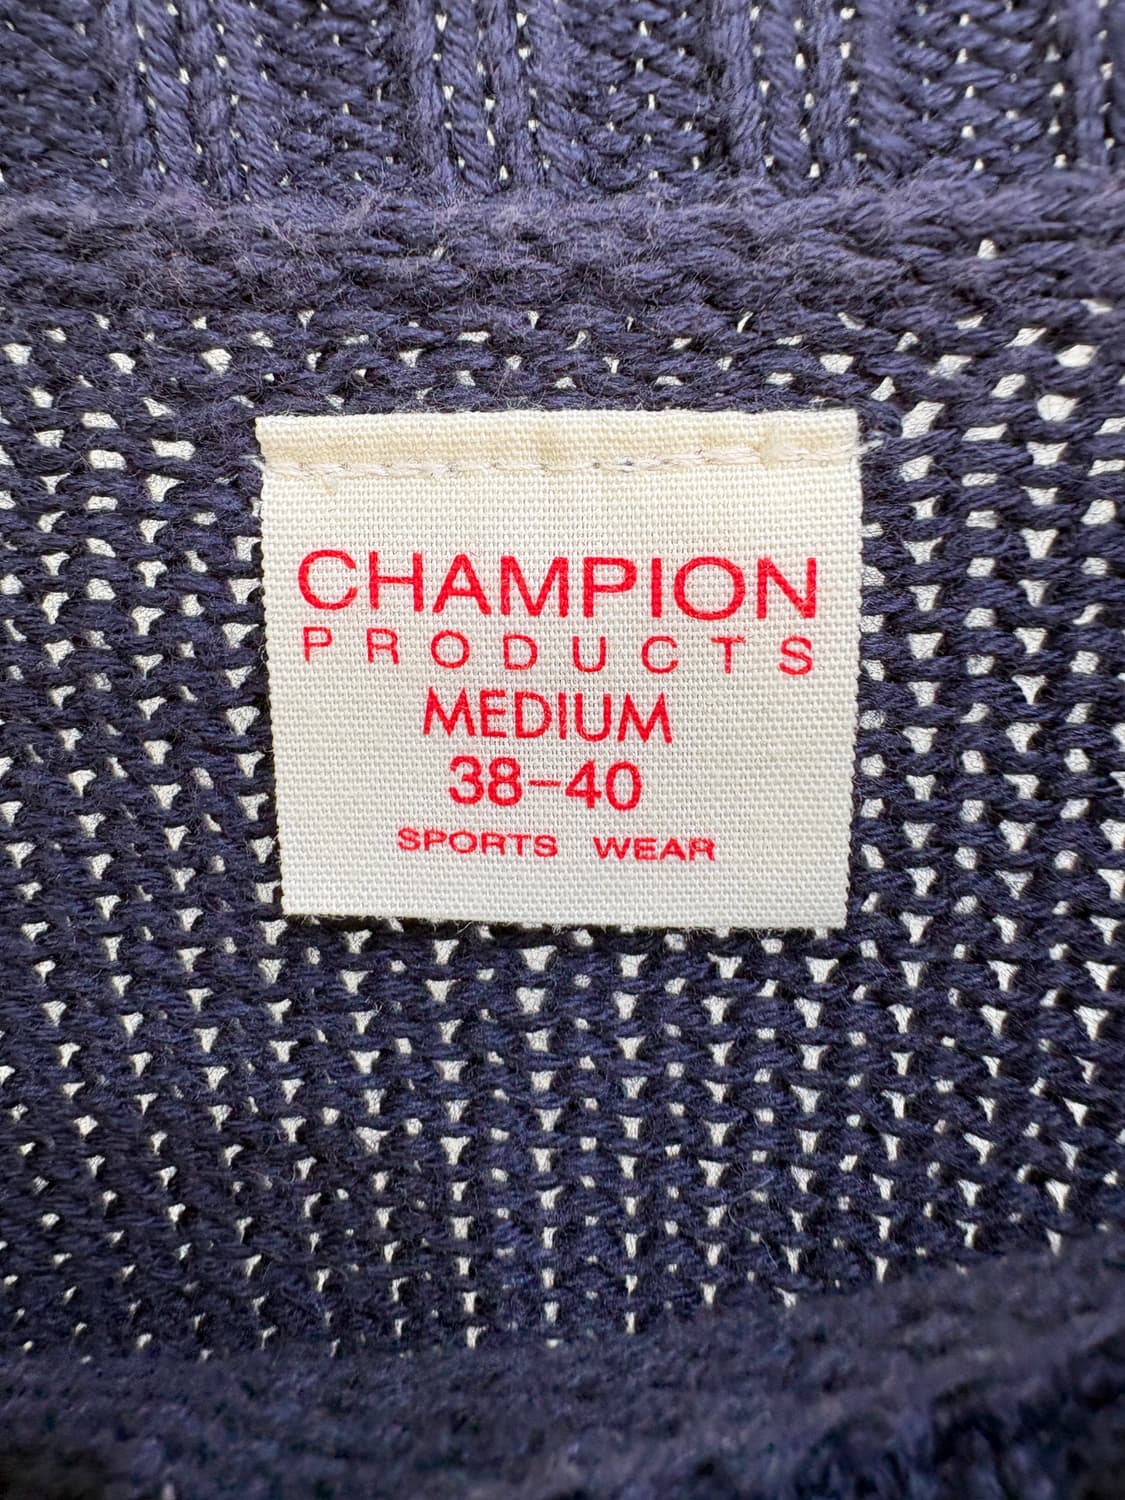 CHAMPION
PRODUCTS
MEDIUM
38-40
SPORTS WEAR